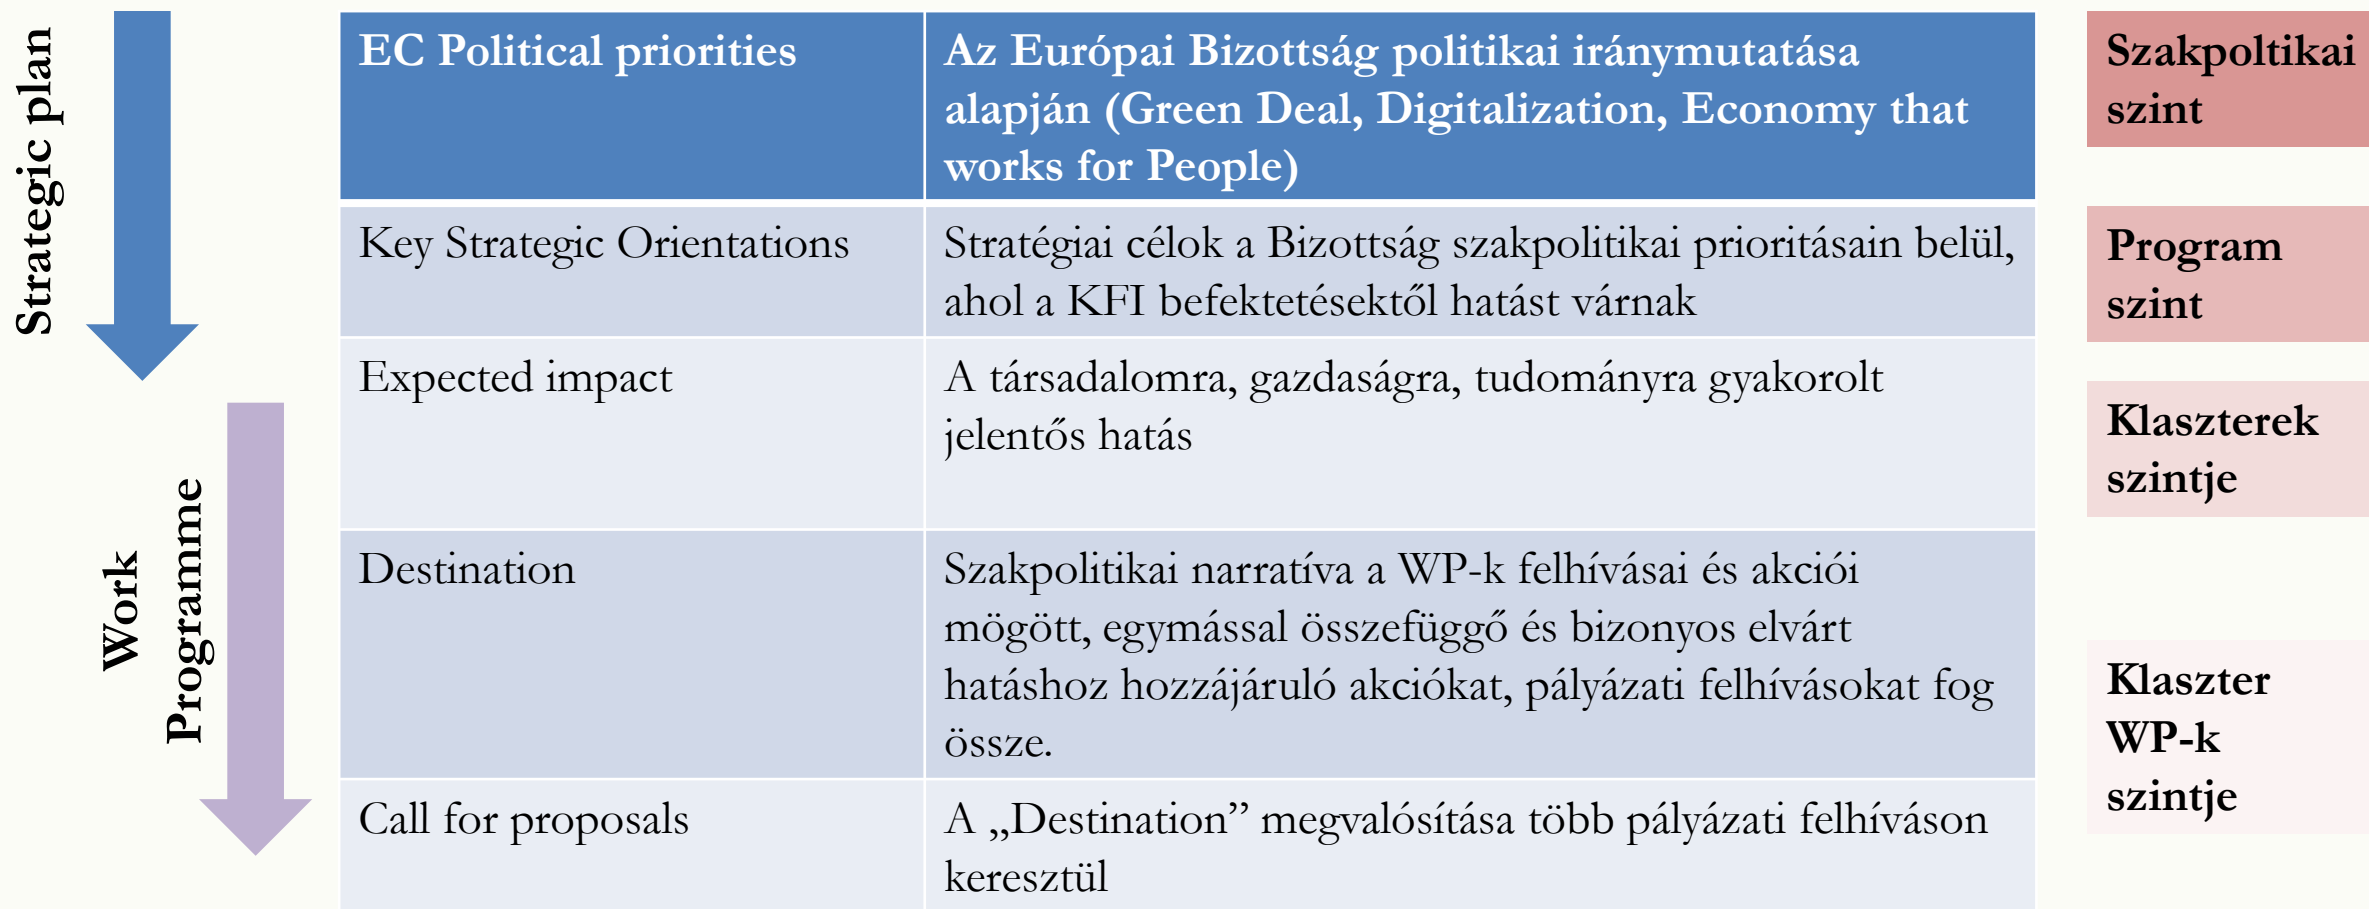 Strategic plan
Work
Programme
EC Political priorities
Az Európai Bizottság politikai iránymutatása
alapján (Green Deal, Digitalization, Economy that
works for People)
Szakpoltikai
szint
Key Strategic Orientations
Stratégiai célok a Bizottság szakpolitikai prioritásain belül,
ahol a KFI befektetésektől hatást várnak
Program
szint
Expected impact
A társadalomra, gazdaságra, tudományra gyakorolt
jelentős hatás
Klaszterek
szintje
Destination
Szakpolitikai narratíva a WP-k felhívásai és akciói
mögött, egymással összefüggő és bizonyos elvárt
hatáshoz hozzájáruló akciókat, pályázati felhívásokat fog
össze.
Klaszter
WP-k
szintje
Call for proposals
A „Destination” megvalósítása több pályázati felhíváson
keresztül